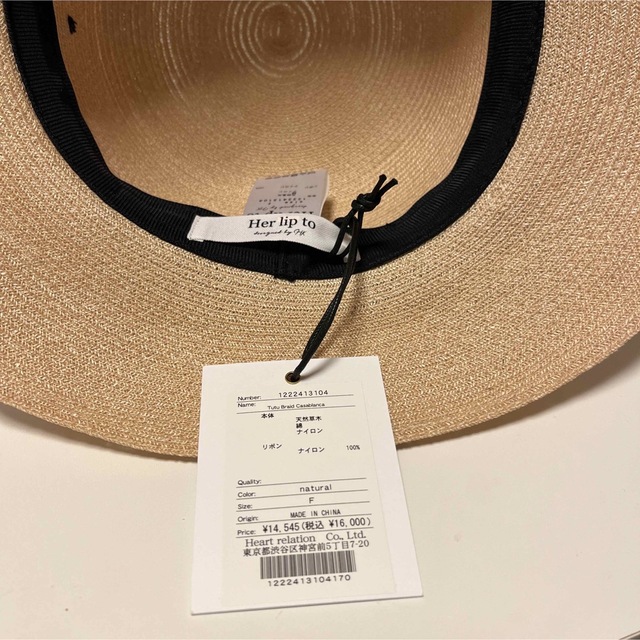 Her lip to
designed by
Number: 1222413104
Name: Tutu Braid Casablanca
本体 天然草木
綿
ナイロン
リボン ナイロン 100%
Quality:
Color: natural
Size: F
Origin: MADE IN CHINA
Price: ¥14,545(税込 ¥16,000)
Heart relation Co., Ltd.
東京都渋谷区神宮前5丁目7-20
1222413104170